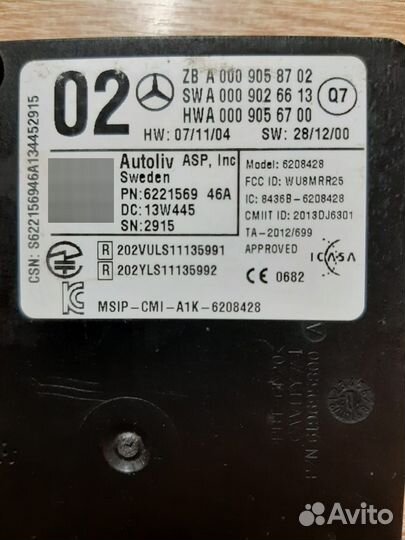 02
ZB A 000 905 87 02
SW A 000 902 66 13
HWA 000 905 67 00
Q7
HW: 07/11/04 SW: 28/12/00
Autoliv ASP, Inc
Sweden
PN:6221569 46A
DC:13W445
SN:2915
Model: 6208428
FCC ID: WU8MRR25
IC: 8436B-6208428
CMIIT ID: 2013DJ6301
TA-2012/699
APPROVED
ICASA
R 202VULS11135991
R 202YLS11135992
CE 0682
MSIP-CMI-A1K-6208428
CSN: S622156946A134452915
Avito